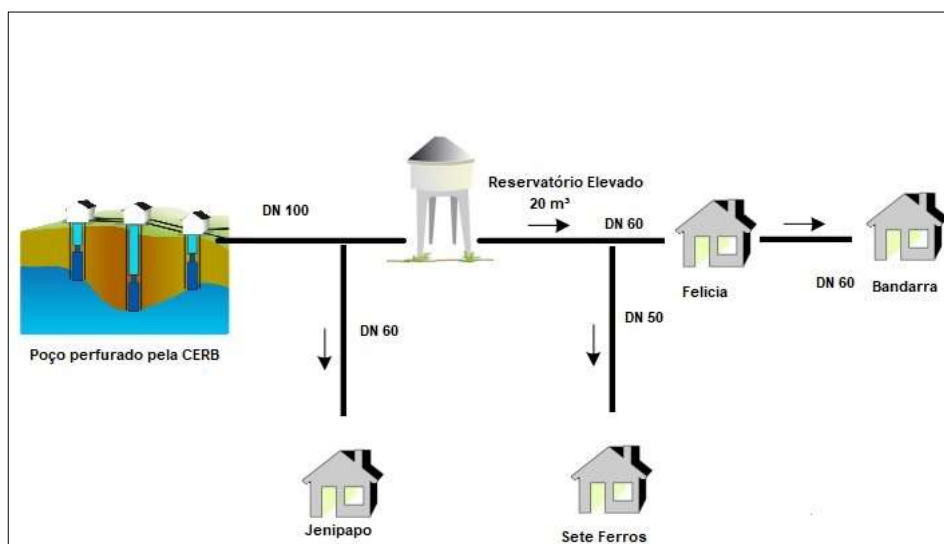 Reservatório Elevado
20 m³
DN 100
DN 60
Felicia
DN 60
Bandarra
DN 50
DN 60
Poço perfurado pela CERB
Jenipapo
Sete Ferros